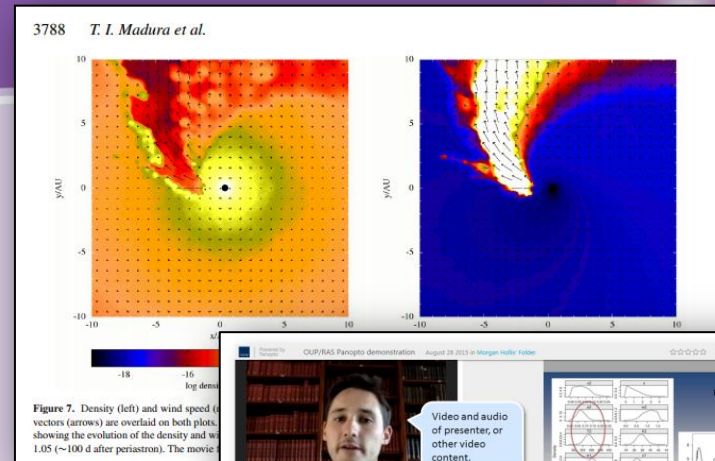 3788 T. I. Madura et al.
10
5
0
-5
-10
y/AU
-10
-5
0
5
10
x/
10
5
0
-5
-10
y/AU
-10
-5
0
5
10
-18
-16
log densi
Figure 7. Density (left) and wind speed (
vectors (arrows) are overlaid on both plots.
showing the evolution of the density and wi
1.05 (~100 d after periastron). The movie
Powered by
Panopto
OUP/RAS Panopto demonstration August 28 2013 in Morgan Hollis' Folder
Video and audio
of presenter, or
other video
content.